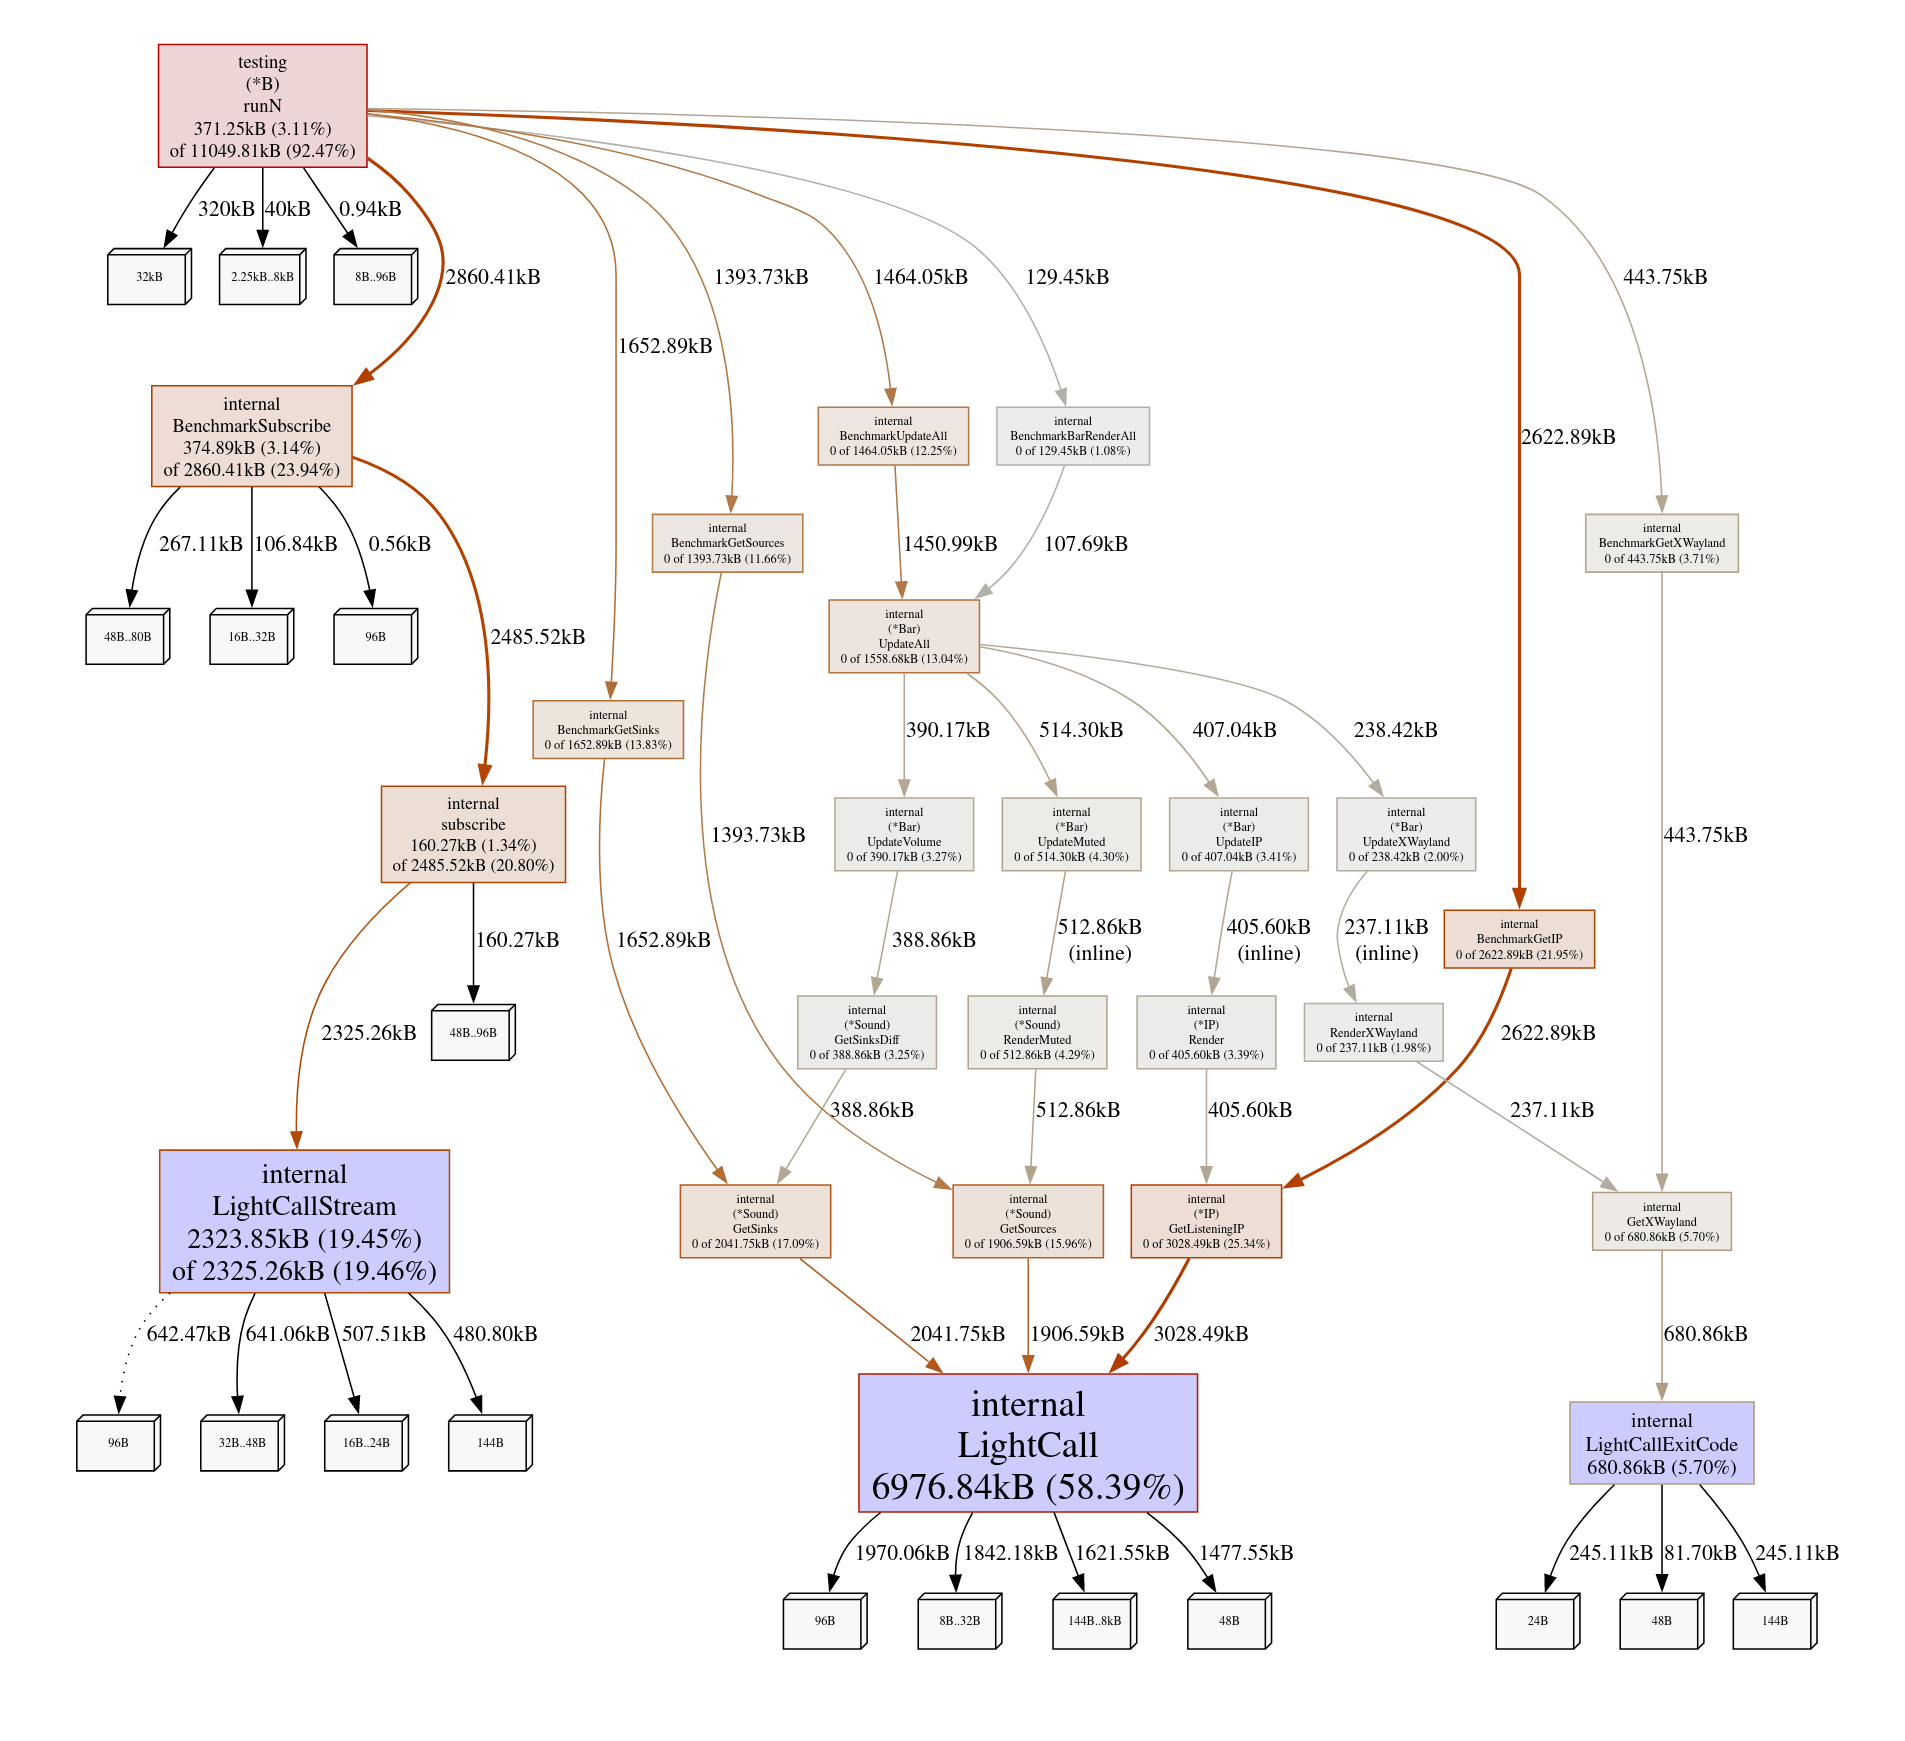 testing
(*B)
runN
371.25kB (3.11%)
of 11049.81kB (92.47%)
320kB
40kB
0.94kB
32kB
2.25kB..8kB
8B..96B
2860.41kB
1393.73kB
1464.05kB
129.45kB
443.75kB
1652.89kB
2622.89kB
internal
BenchmarkSubscribe
374.89kB (3.14%)
of 2860.41kB (23.94%)
internal
BenchmarkUpdateAll
0 of 1464.05kB (12.25%)
internal
BenchmarkBarRenderAll
0 of 129.45kB (1.08%)
internal
BenchmarkGetSources
0 of 1393.73kB (11.66%)
internal
BenchmarkGetXWayland
0 of 443.75kB (3.71%)
267.11kB
106.84kB
0.56kB
1450.99kB
107.69kB
48B..80B
16B..32B
96B
2485.52kB
internal
(*Bar)
UpdateAll
0 of 1558.68kB (13.04%)
internal
BenchmarkGetSinks
0 of 1652.89kB (13.83%)
390.17kB
514.30kB
407.04kB
238.42kB
internal
subscribe
160.27kB (1.34%)
of 2485.52kB (20.80%)
1393.73kB
internal
(*Bar)
UpdateVolume
0 of 390.17kB (3.27%)
internal
(*Bar)
UpdateMuted
0 of 514.30kB (4.30%)
internal
(*Bar)
UpdateIP
0 of 407.04kB (3.41%)
internal
(*Bar)
UpdateXWayland
0 of 238.42kB (2.00%)
443.75kB
160.27kB
1652.89kB
388.86kB
512.86kB
(inline)
405.60kB
(inline)
237.11kB
(inline)
internal
BenchmarkGetIP
0 of 2622.89kB (21.95%)
2325.26kB
48B..96B
internal
(*Sound)
GetSinksDiff
0 of 388.86kB (3.25%)
internal
(*Sound)
RenderMuted
0 of 512.86kB (4.29%)
internal
(*IP)
Render
0 of 405.60kB (3.39%)
internal
RenderXWayland
0 of 237.11kB (1.98%)
2622.89kB
388.86kB
512.86kB
405.60kB
237.11kB
internal
LightCallStream
2323.85kB (19.45%)
of 2325.26kB (19.46%)
internal
(*Sound)
GetSinks
0 of 2041.75kB (17.09%)
internal
(*Sound)
GetSources
0 of 1906.59kB (15.96%)
internal
(*IP)
GetListeningIP
0 of 3028.49kB (25.34%)
internal
GetXWayland
0 of 680.86kB (5.70%)
642.47kB
641.06kB
507.51kB
480.80kB
2041.75kB
1906.59kB
3028.49kB
680.86kB
96B
32B..48B
16B..24B
144B
internal
LightCall
6976.84kB (58.39%)
internal
LightCallExitCode
680.86kB (5.70%)
1970.06kB
1842.18kB
1621.55kB
1477.55kB
245.11kB
81.70kB
245.11kB
96B
8B..32B
144B..8kB
48B
24B
48B
144B